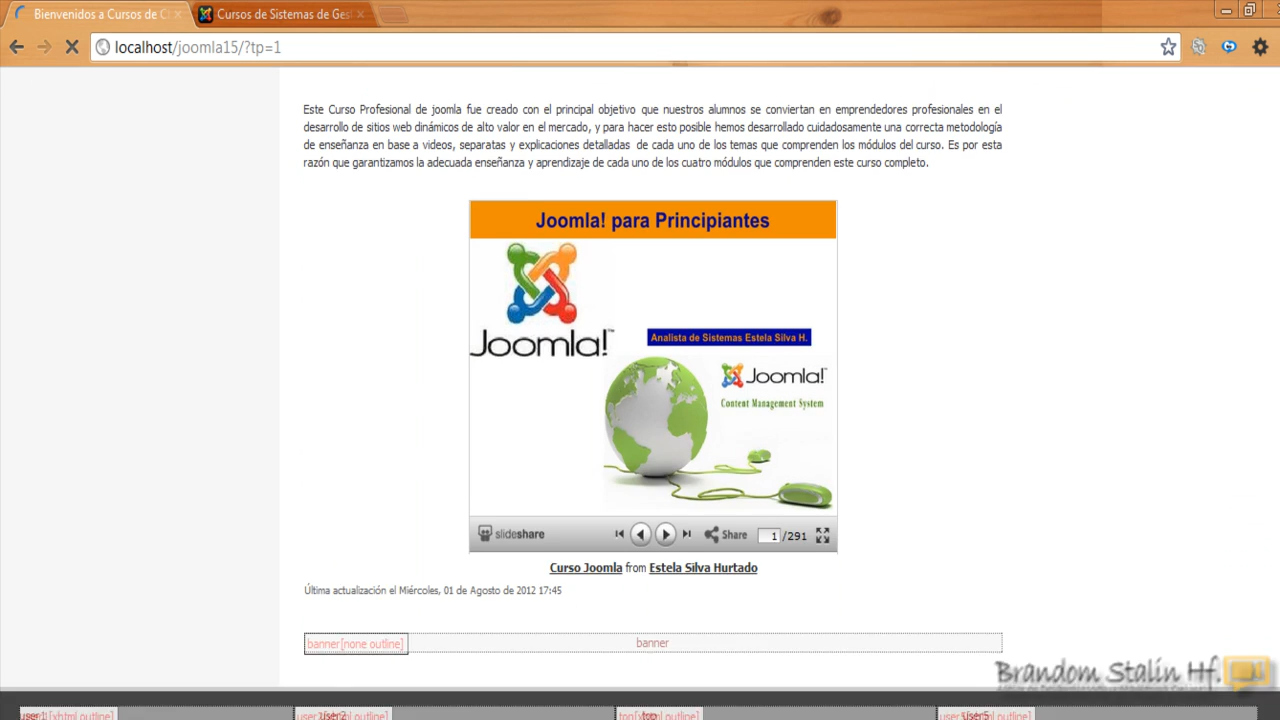 Bienvenidos a Cursos de C
Cursos de Sistemas de Ges
localhost/joomla15/?tp=1
Este Curso Profesional de joomla fue creado con el principal objetivo que nuestros alumnos se conviertan en emprendedores profesionales en el
desarrollo de sitios web dinámicos de alto valor en el mercado, y para hacer esto posible hemos desarrollado cuidadosamente una correcta metodología
de enseñanza en base a videos, separatas y explicaciones detalladas de cada uno de los temas que comprenden los módulos del curso. Es por esta
razón que garantizamos la adecuada enseñanza y aprendizaje de cada uno de los cuatro módulos que comprenden este curso completo.
Joomla! para Principiantes
Joomla!™
Analista de Sistemas Estela Silva H.
Joomla!™
Content Management System
slideshare
Share
1 /291
Curso Joomla from Estela Silva Hurtado
Última actualización el Miércoles, 01 de Agosto de 2012 17:45
banner[none outline]
banner
Brandom Stalin Hf.
user1
user2
top
user5